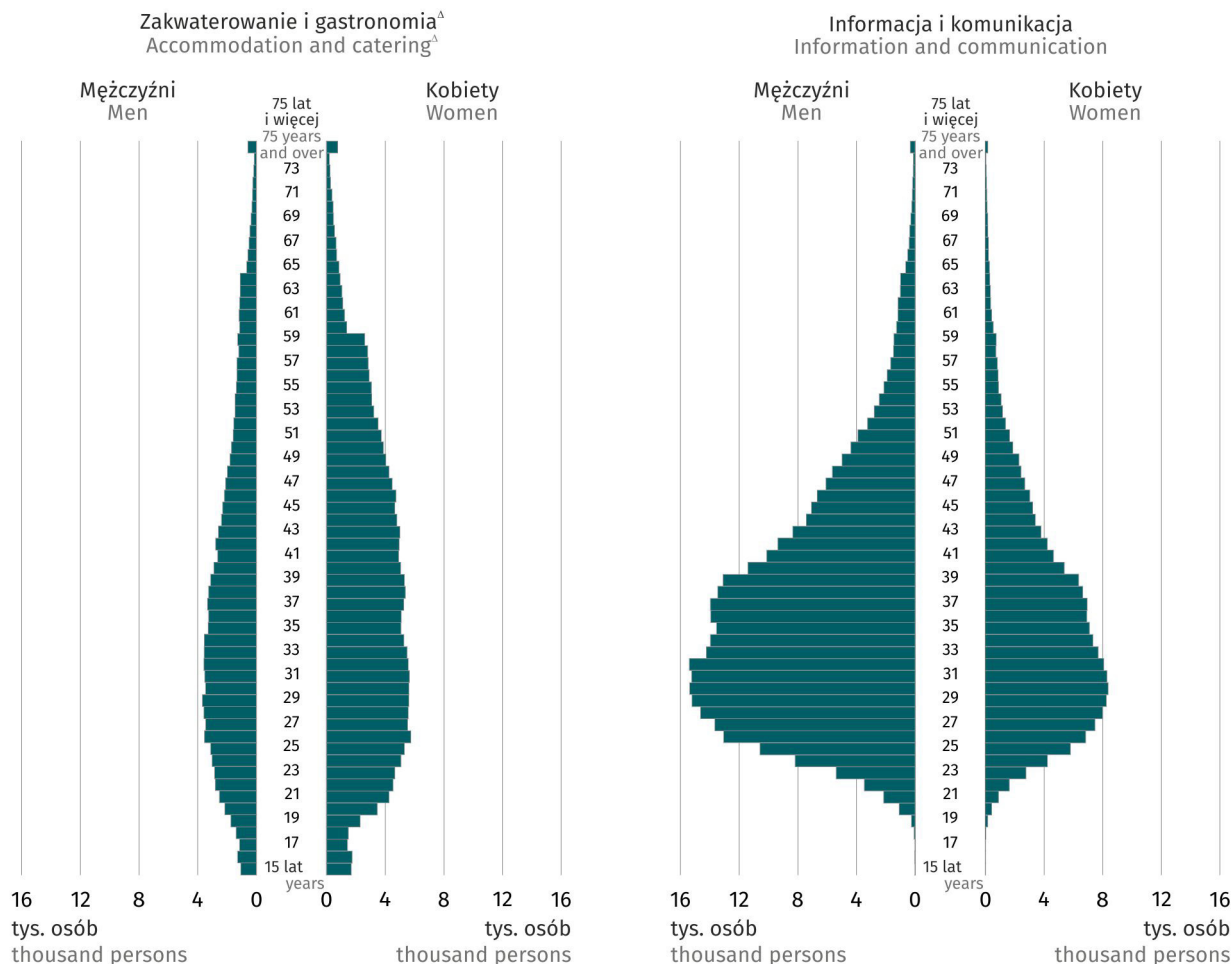 Zakwaterowanie i gastronomiaᐞ
Accommodation and cateringᐞ
Mężczyźni
Men
75 lat
i więcej
75 years
and over
Kobiety
Women
73
71
69
67
65
63
61
59
57
55
53
51
49
47
45
43
41
39
37
35
33
31
29
27
25
23
21
19
17
15 lat
years
16 12 8 4 0 0 4 8 12 16
tys. osób tys. osób
thousand persons thousand persons
Informacja i komunikacja
Information and communication
Mężczyźni
Men
75 lat
i więcej
75 years
and over
Kobiety
Women
73
71
69
67
65
63
61
59
57
55
53
51
49
47
45
43
41
39
37
35
33
31
29
27
25
23
21
19
17
15 lat
years
16 12 8 4 0 0 4 8 12 16
tys. osób tys. osób
thousand persons thousand persons